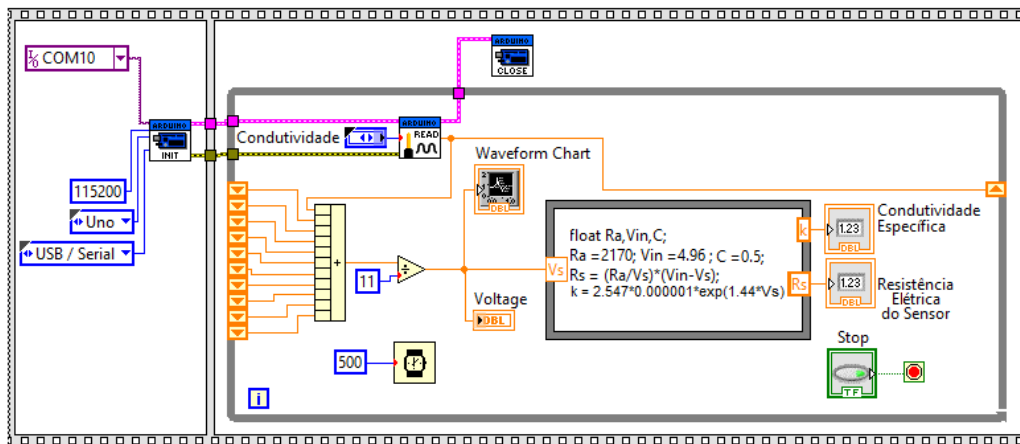 COM10
ARDUINO
INIT
115200
Uno
USB / Serial
ARDUINO
CLOSE
Condutividade
ARDUINO
READ
Waveform Chart
DBL
+
11
÷
Voltage
DBL
500
i
Vs
float Ra,Vin,C;
Ra =2170; Vin =4.96 ; C =0.5;
Rs = (Ra/Vs)*(Vin-Vs);
k = 2.547*0.000001*exp(1.44*Vs)
k
Rs
1.23
DBL
Condutividade
Específica
1.23
DBL
Resistência
Elétrica
do Sensor
Stop
TF